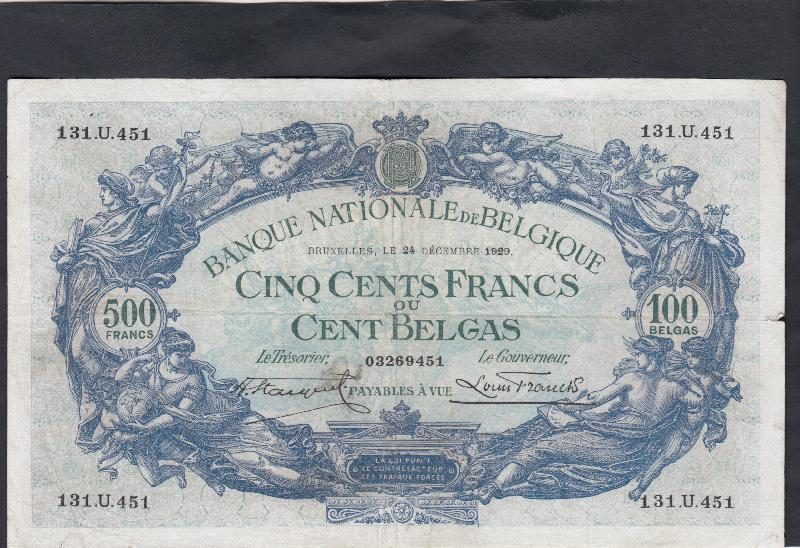 131.U.451 131.U.451
BANQUE NATIONALE DE BELGIQUE
BRUXELLES, LE 24 DÉCEMBRE 1929.
CINQ CENTS FRANCS
OU
CENT BELGAS
500 FRANCS
100 BELGAS
Le Trésorier, 03269451 Le Gouverneur,
PAYABLES À VUE
Louis Franck
LA LOI PUNIT
LE CONTREFACTEUR
DES TRAVAUX FORCÉS
131.U.451 131.U.451